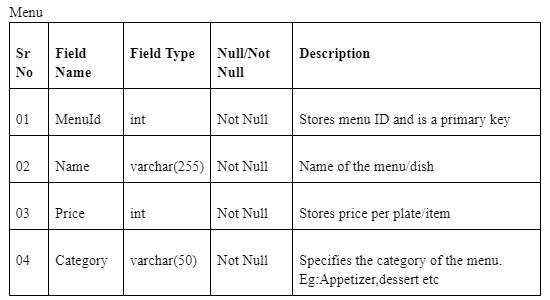 Menu
Sr No Field Name Field Type Null/Not Null Description
01 MenuId int Not Null Stores menu ID and is a primary key
02 Name varchar(255) Not Null Name of the menu/dish
03 Price int Not Null Stores price per plate/item
04 Category varchar(50) Not Null Specifies the category of the menu.
Eg:Appetizer,dessert etc